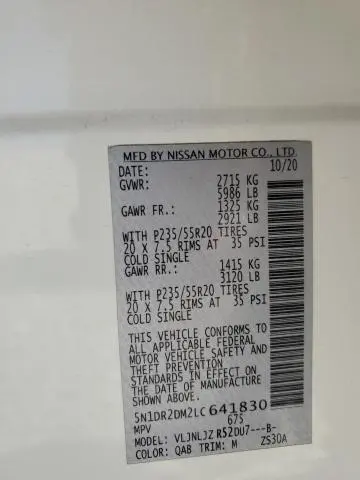 MFD BY NISSAN MOTOR CO., LTD.
DATE: 10/20
GVWR: 2715 KG
5986 LB
GAWR FR.: 1325 KG
2921 LB
WITH P235/55R20 TIRES
20 X 7.5 RIMS AT 35 PSI
COLD SINGLE
GAWR RR.: 1415 KG
3120 LB
WITH P235/55R20 TIRES
20 X 7.5 RIMS AT 35 PSI
COLD SINGLE
THIS VEHICLE CONFORMS TO
ALL APPLICABLE FEDERAL
MOTOR VEHICLE SAFETY AND
THEFT PREVENTION
STANDARDS IN EFFECT ON
THE DATE OF MANUFACTURE
SHOWN ABOVE.
5N1DR2DM2LC641830
MPV 675
MODEL: VLJNLJZ R52DU7---B-
COLOR: QAB TRIM: M ZS30A